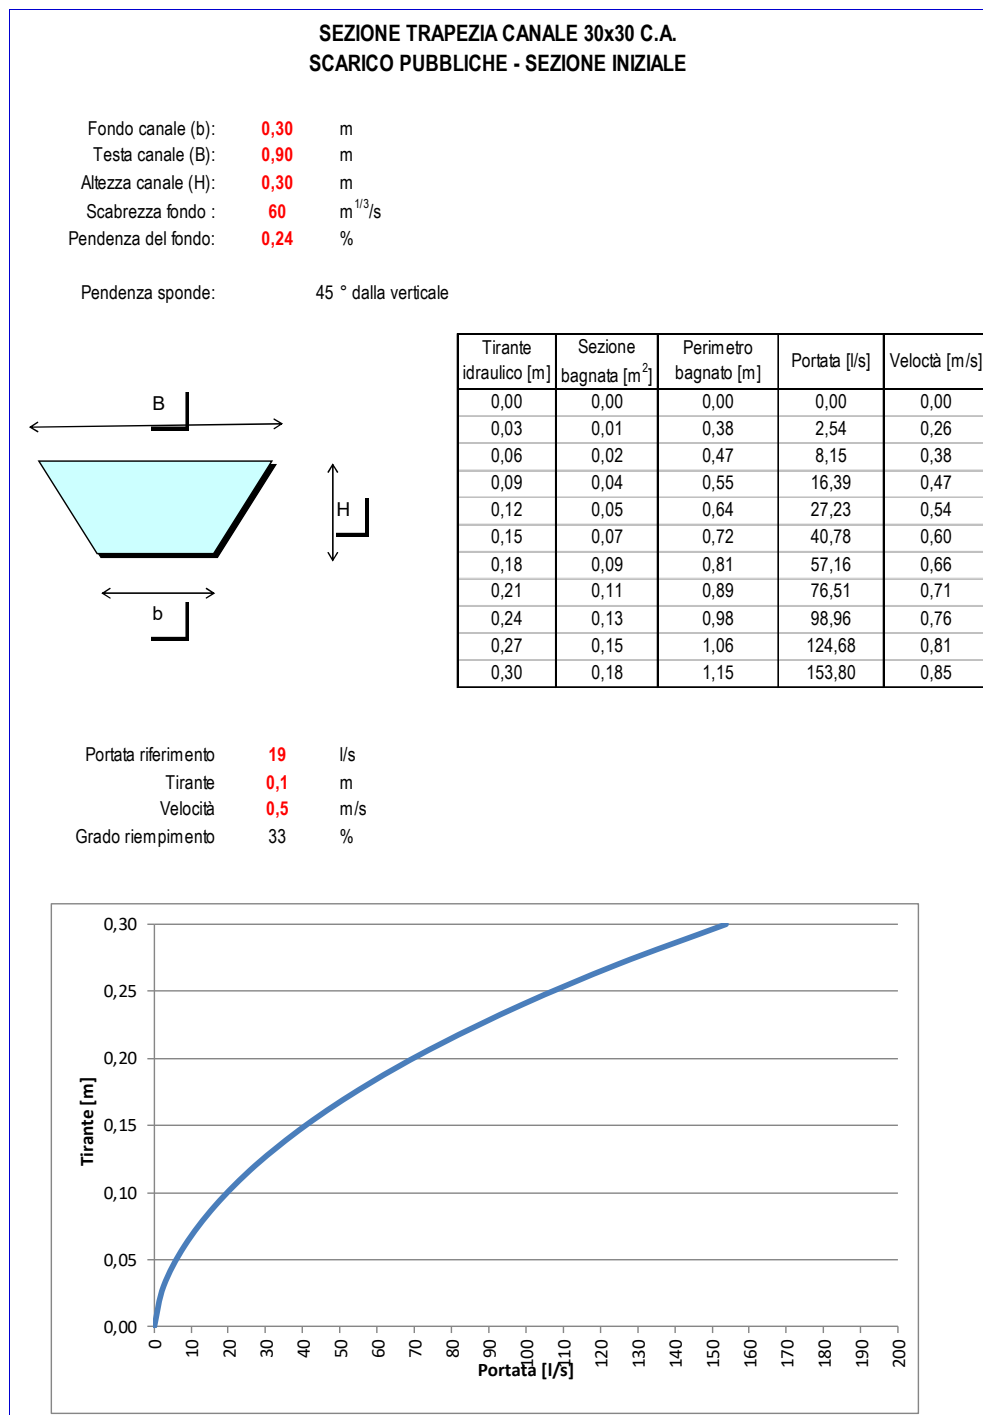 SEZIONE TRAPEZIA CANALE 30x30 C.A.
SCARICO PUBBLICHE - SEZIONE INIZIALE
Fondo canale (b): 0,30 m
Testa canale (B): 0,90 m
Altezza canale (H): 0,30 m
Scabrezza fondo : 60 m^1/3/s
Pendenza del fondo: 0,24 %
Pendenza sponde: 45 ° dalla verticale
Tirante idraulico [m] Sezione bagnata [m²] Perimetro bagnato [m] Portata [l/s] Veloctà [m/s]
0,00 0,00 0,00 0,00 0,00
0,03 0,01 0,38 2,54 0,26
0,06 0,02 0,47 8,15 0,38
0,09 0,04 0,55 16,39 0,47
0,12 0,05 0,64 27,23 0,54
0,15 0,07 0,72 40,78 0,60
0,18 0,09 0,81 57,16 0,66
0,21 0,11 0,89 76,51 0,71
0,24 0,13 0,98 98,96 0,76
0,27 0,15 1,06 124,68 0,81
0,30 0,18 1,15 153,80 0,85
B
H
b
Portata riferimento 19 l/s
Tirante 0,1 m
Velocità 0,5 m/s
Grado riempimento 33 %
0,30
0,25
0,20
0,15
0,10
0,05
0,00
Tirante [m]
0 10 20 30 40 50 60 70 80 90 100 110 120 130 140 150 160 170 180 190 200
Portata [l/s]